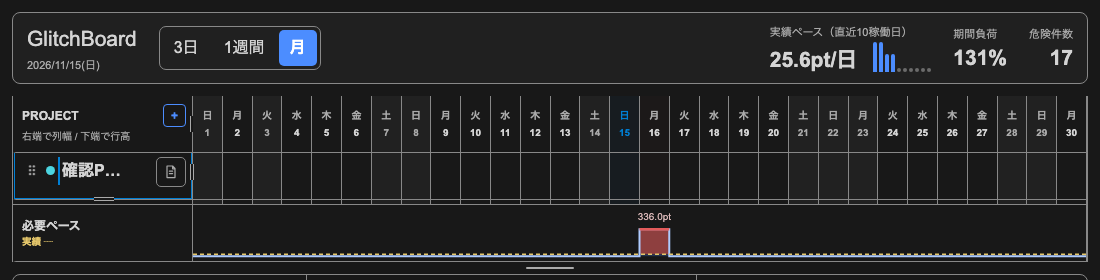 GlitchBoard
2026/11/15(日)
3日 1週間 月
実績ペース（直近10稼働日）
25.6pt/日
期間負荷
131%
危険件数
17
PROJECT
右端で列幅 / 下端で行高
+
日 月 火 水 木 金 土 日 月 火 水 木 金 土 日 月 火 水 木 金 土 日 月 火 水 木 金 土 日 月
1 2 3 4 5 6 7 8 9 10 11 12 13 14 15 16 17 18 19 20 21 22 23 24 25 26 27 28 29 30
確認P...
必要ペース
実績
336.0pt